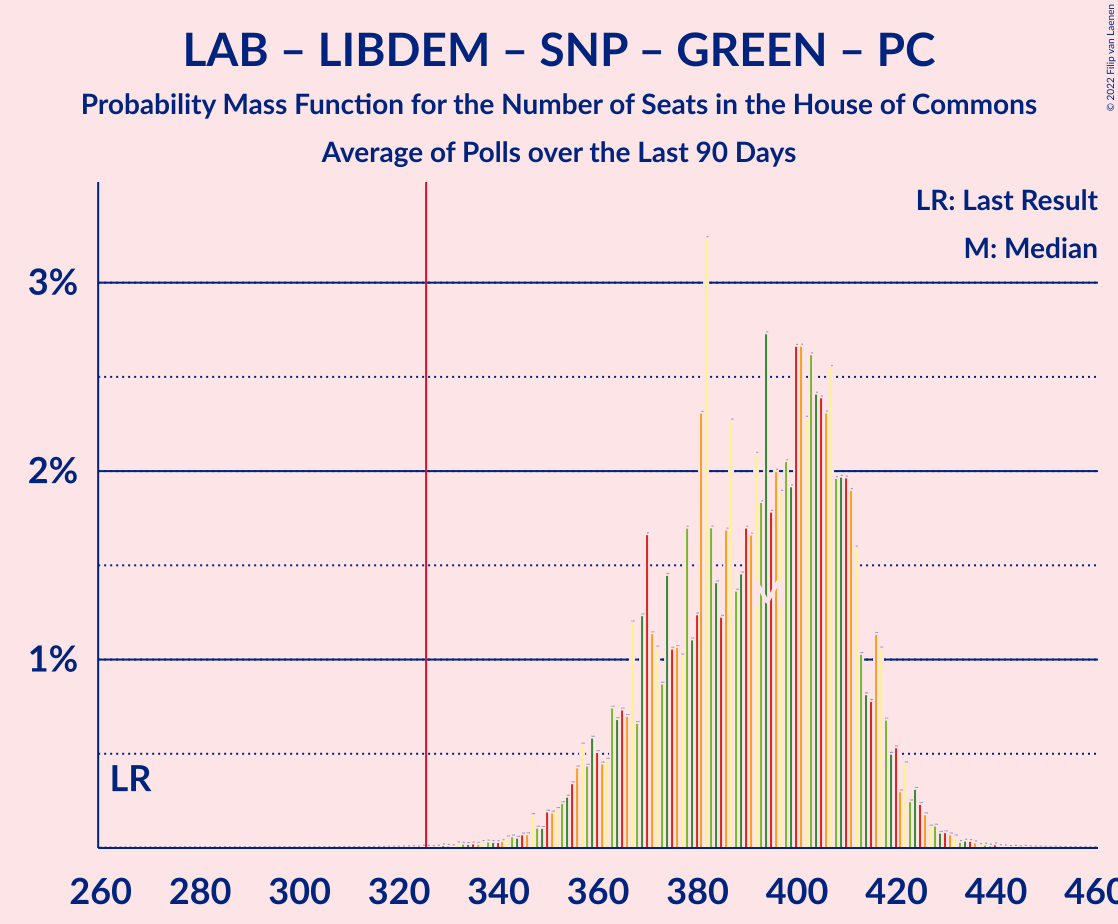 LAB – LIBDEM – SNP – GREEN – PC
Probability Mass Function for the Number of Seats in the House of Commons
Average of Polls over the Last 90 Days
© 2022 Filip van Laenen
LR: Last Result
M: Median
3%
2%
1%
LR
M
260 280 300 320 340 360 380 400 420 440 460